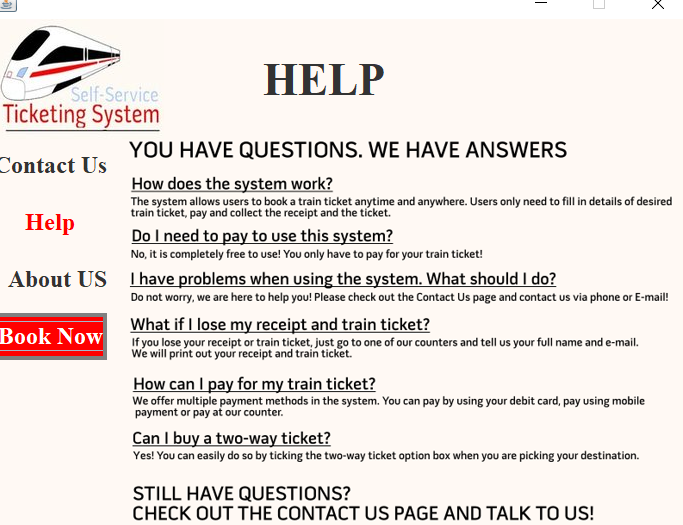 Self-Service
Ticketing System
HELP
Contact Us
Help
About US
Book Now
YOU HAVE QUESTIONS. WE HAVE ANSWERS
How does the system work?
The system allows users to book a train ticket anytime and anywhere. Users only need to fill in details of desired
train ticket, pay and collect the receipt and the ticket.
Do I need to pay to use this system?
No, it is completely free to use! You only have to pay for your train ticket!
I have problems when using the system. What should I do?
Do not worry, we are here to help you! Please check out the Contact Us page and contact us via phone or E-mail!
What if I lose my receipt and train ticket?
If you lose your receipt or train ticket, just go to one of our counters and tell us your full name and e-mail.
We will print out your receipt and train ticket.
How can I pay for my train ticket?
We offer multiple payment methods in the system. You can pay by using your debit card, pay using mobile
payment or pay at our counter.
Can I buy a two-way ticket?
Yes! You can easily do so by ticking the two-way ticket option box when you are picking your destination.
STILL HAVE QUESTIONS?
CHECK OUT THE CONTACT US PAGE AND TALK TO US!